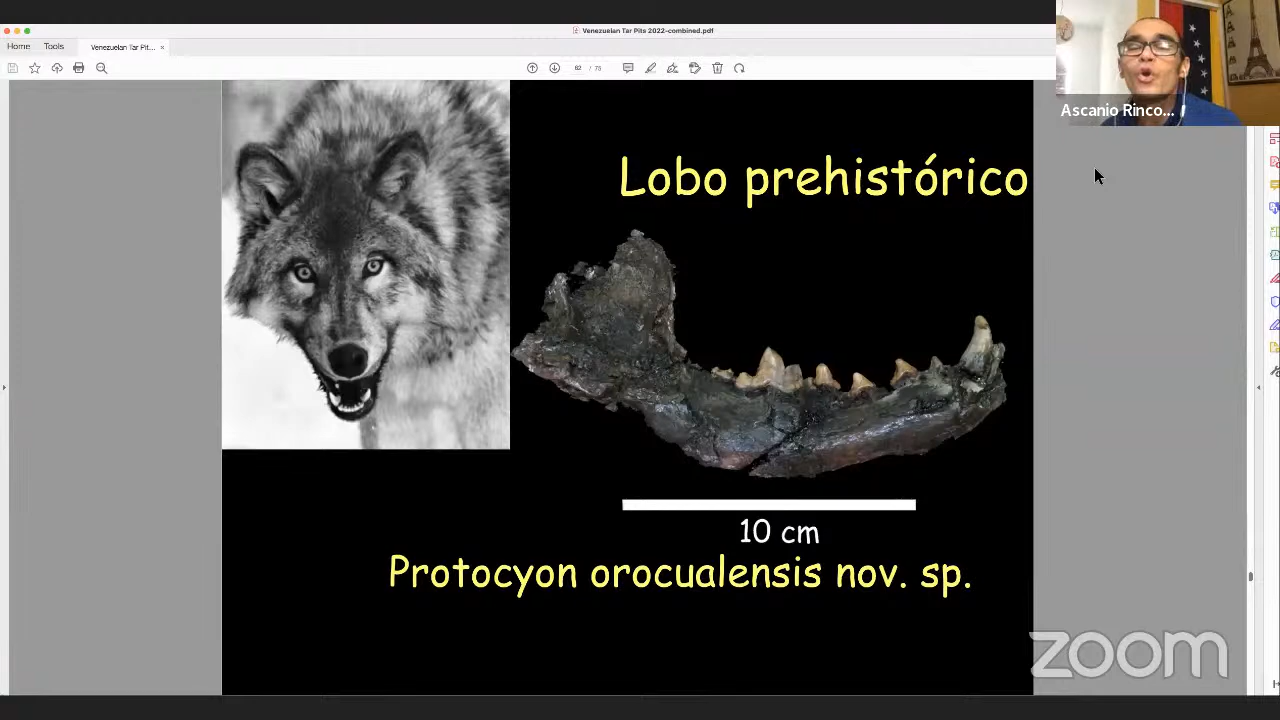 Venezuelan Tar Pits 2022-combined.pdf
Home
Tools
Venezuelan Tar Pit...
62 / 75
Ascanio Rinco...
Lobo prehistórico
10 cm
Protocyon orocualensis nov. sp.
zoom